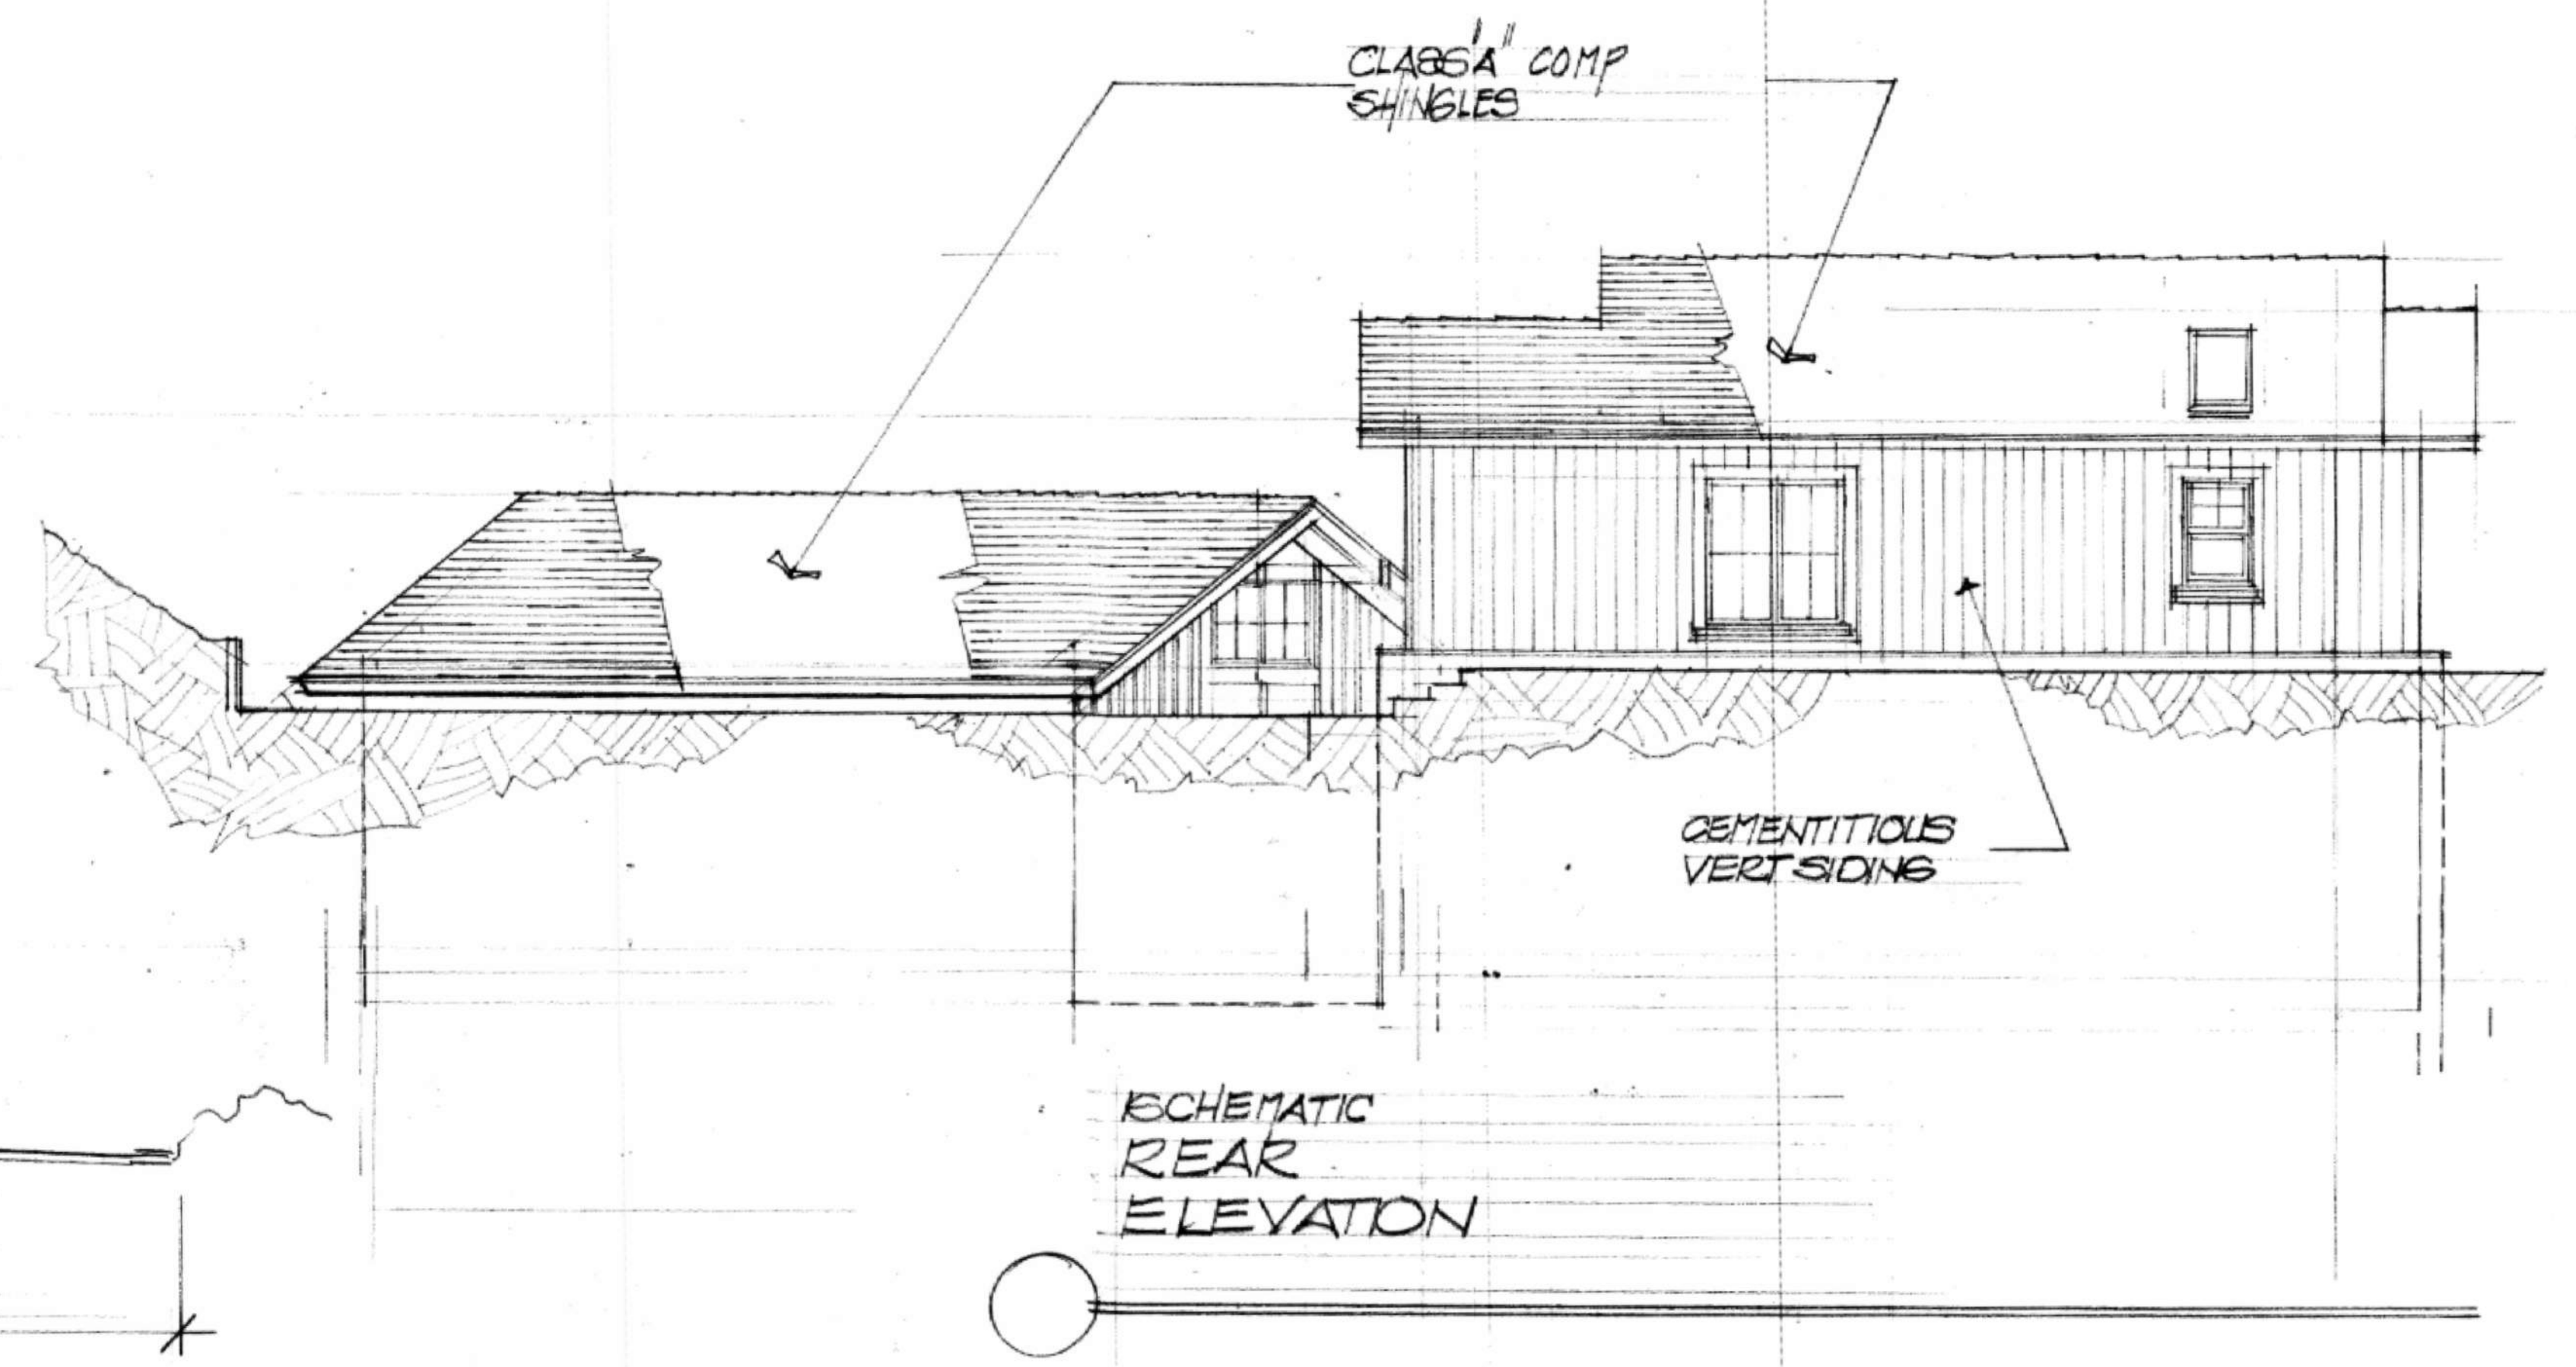 CLASS "A" COMP
SHINGLES
CEMENTITIOUS
VERT SIDING
SCHEMATIC
REAR
ELEVATION